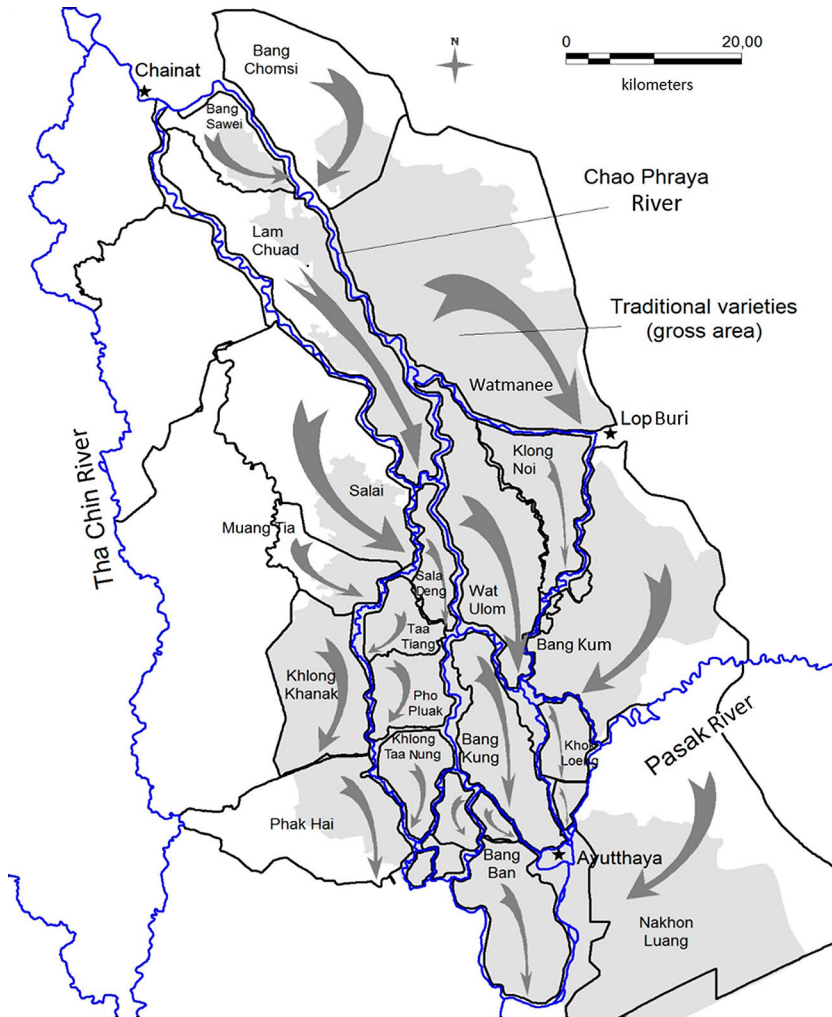 Bang
Chomsi
N
0 20,00
kilometers
Chainat
Bang
Sawei
Chao Phraya
River
Lam
Chuad
Traditional varieties
(gross area)
Watmanee
Lop Buri
Klong
Noi
Salai
Muang Tia
Tha Chin River
Sala
Deng
Wat
Ulom
Taa
Tiang
Bang Kum
Khlong
Khanak
Pho
Pluak
Pasak River
Khlong
Taa Nung
Bang
Kung
Khoi
Loeng
Phak Hai
Bang
Ban
Ayutthaya
Nakhon
Luang